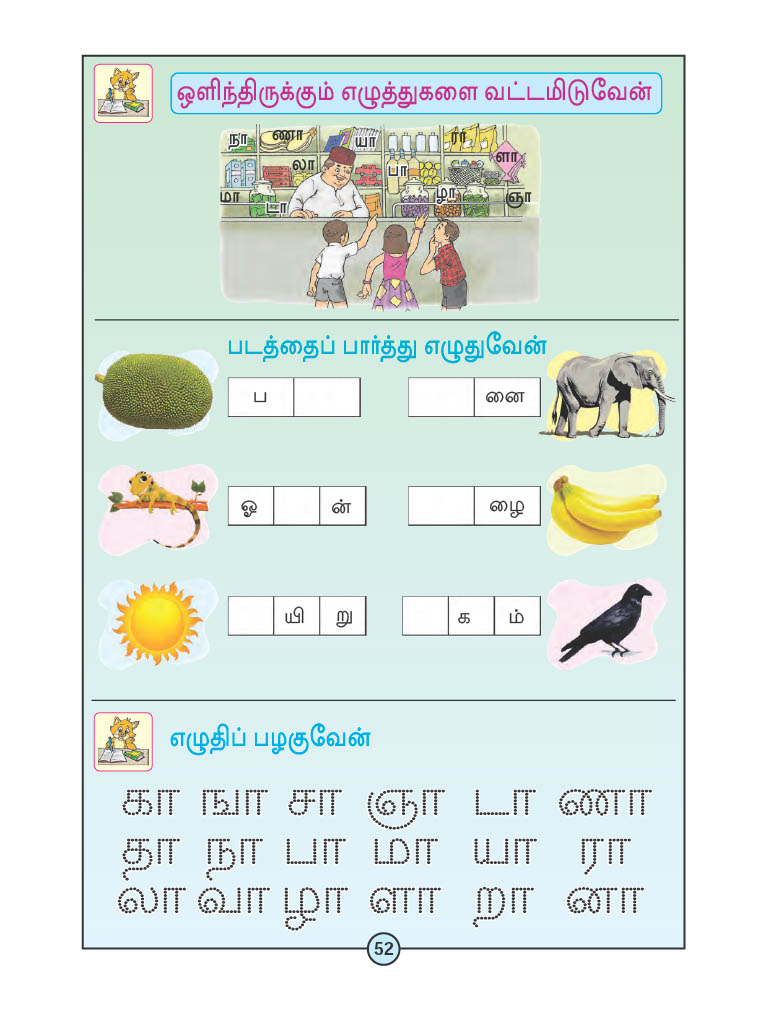 ஒளிந்திருக்கும் எழுத்துகளை வட்டமிடுவேன்
நா ணா யா ரா
லா பா ளா
மா டா ழா ஞா
படத்தைப் பார்த்து எழுதுவேன்
ப னை
ஓ ன் ழை
யி று க ம்
எழுதிப் பழகுவேன்
கா ஙா சா ஞா டா ணா
தா நா பா மா யா ரா
லா வா ழா ளா றா னா
52